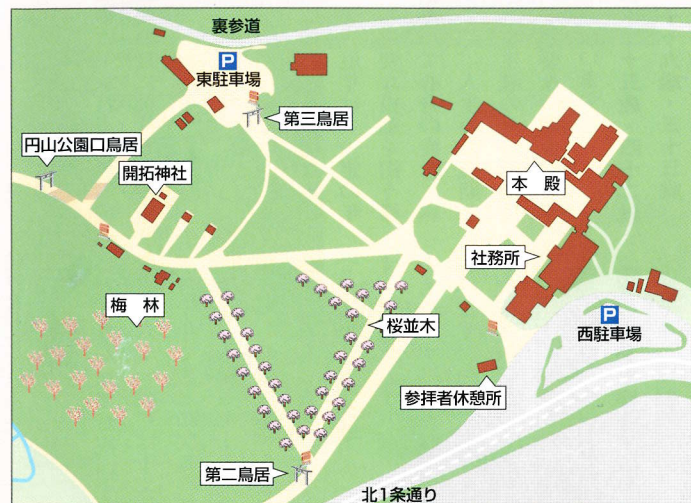 裏参道
P
東駐車場
第三鳥居
円山公園口鳥居
開拓神社
本殿
社務所
梅林
桜並木
P
西駐車場
参拝者休憩所
第二鳥居
北1条通り